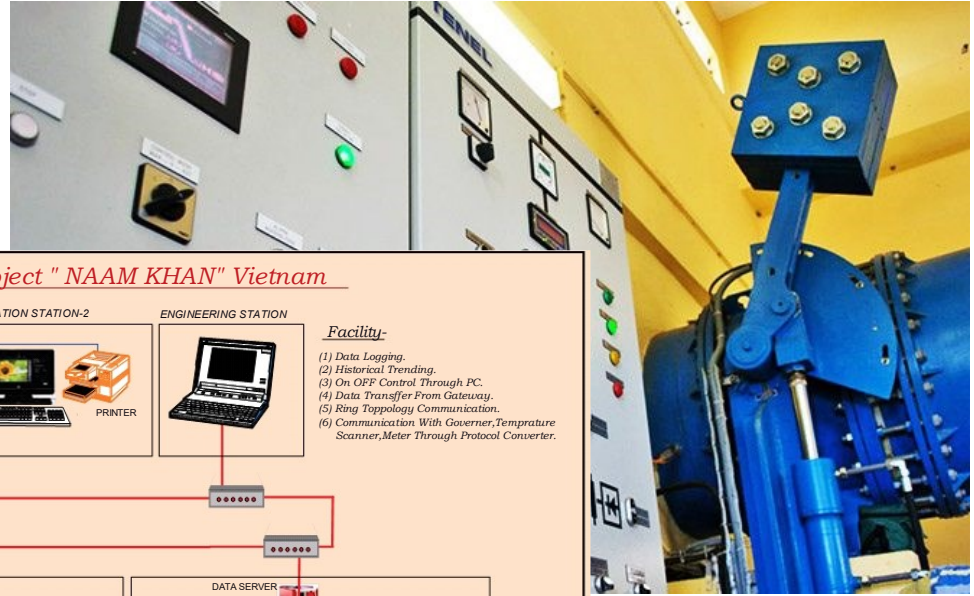 TENEL
ject " NAAM KHAN" Vietnam
TION STATION-2
ENGINEERING STATION
Facility-
(1) Data Logging.
(2) Historical Trending.
(3) On OFF Control Through PC.
(4) Data Transffer From Gateway.
(5) Ring Toppology Communication.
(6) Communication With Governer,Temprature
Scanner,Meter Through Protocol Converter.
PRINTER
DATA SERVER